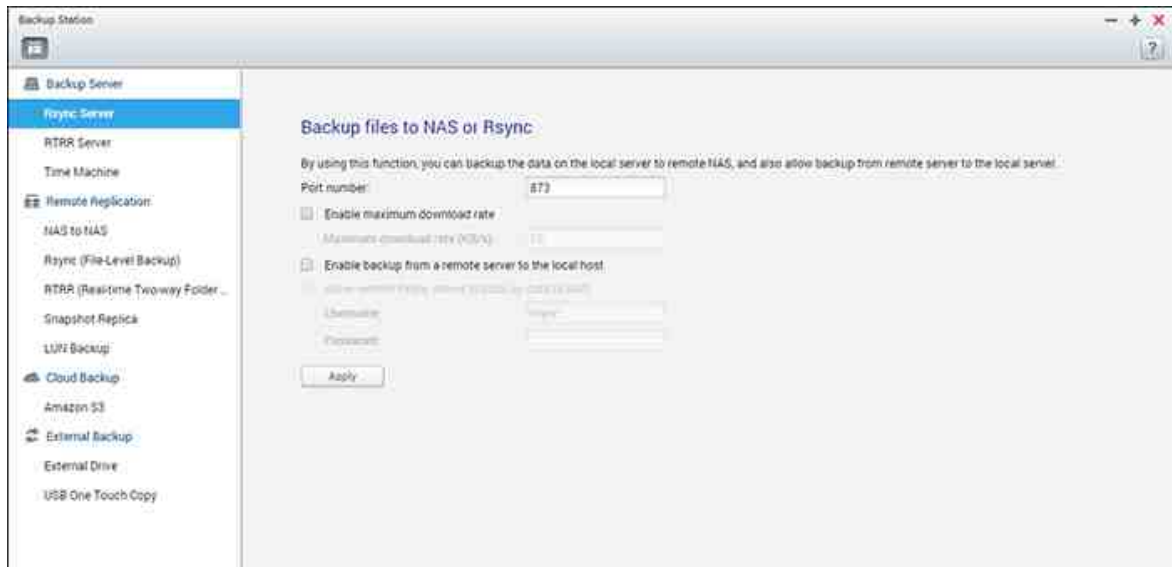 Backup Station
?
Backup Server
Rsync Server
RTRR Server
Time Machine
Remote Replication
NAS to NAS
Rsync (File-Level Backup)
RTRR (Real-time Two-way Folder ...
Snapshot Replica
LUN Backup
Cloud Backup
Amazon S3
External Backup
External Drive
USB One Touch Copy
Backup files to NAS or Rsync
By using this function, you can backup the data on the local server to remote NAS, and also allow backup from remote server to the local server.
Port number: 873
Enable maximum download rate
Maximum download rate (KB/s):
Enable backup from a remote server to the local host
Username:
Password:
Apply